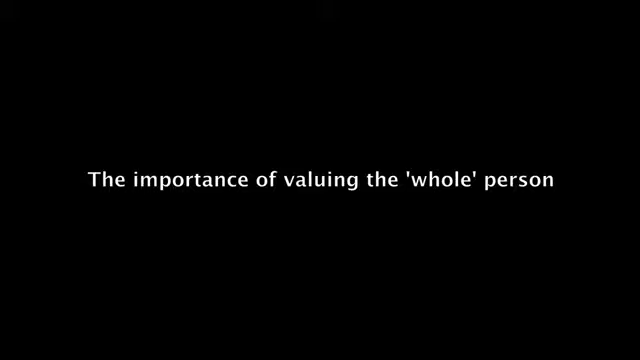 The importance of valuing the 'whole' person